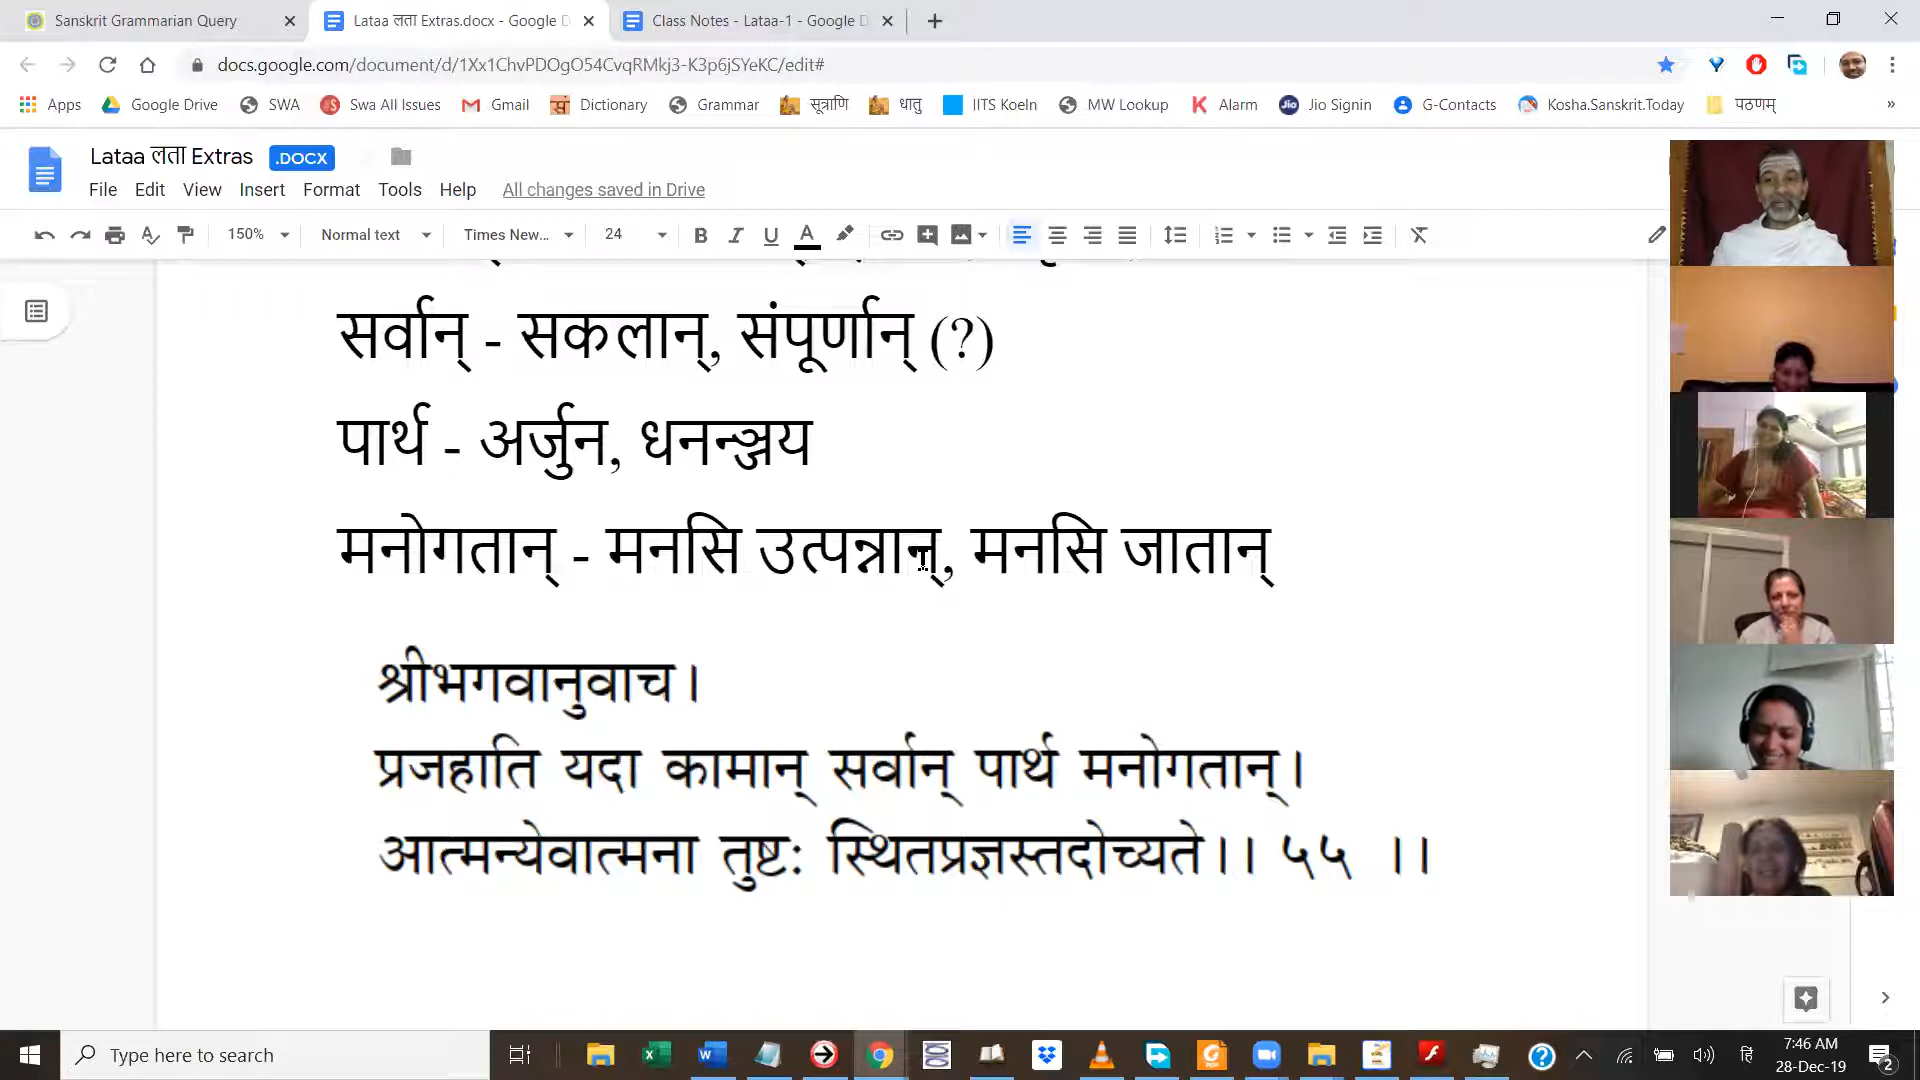 Sanskrit Grammarian Query
Lataa लता Extras.docx - Google D
Class Notes - Lataa-1 - Google D
docs.google.com/document/d/1Xx1ChvPDOgO54CvqRMkj3-K3p6jSYeKC/edit#
Apps Google Drive SWA Swa All Issues Gmail Dictionary Grammar सूत्राणि धातु IITS Koeln MW Lookup Alarm Jio Signin G-Contacts Kosha.Sanskrit.Today पठणम् »
Lataa लता Extras .DOCX
File Edit View Insert Format Tools Help All changes saved in Drive
150% Normal text Times New... 24 B I U A
सर्वान् - सकलान्, संपूर्णान् (?)
पार्थ - अर्जुन, धनन्ञ्जय
मनोगतान् - मनसि उत्पन्नान्, मनसि जातान्
श्रीभगवानुवाच।
प्रजहाति यदा कामान् सर्वान् पार्थ मनोगतान्।
आत्मन्येवात्मना तुष्टः स्थितप्रज्ञस्तदोच्यते।। ५५ ।।
Type here to search
हि
7:46 AM
28-Dec-19
2